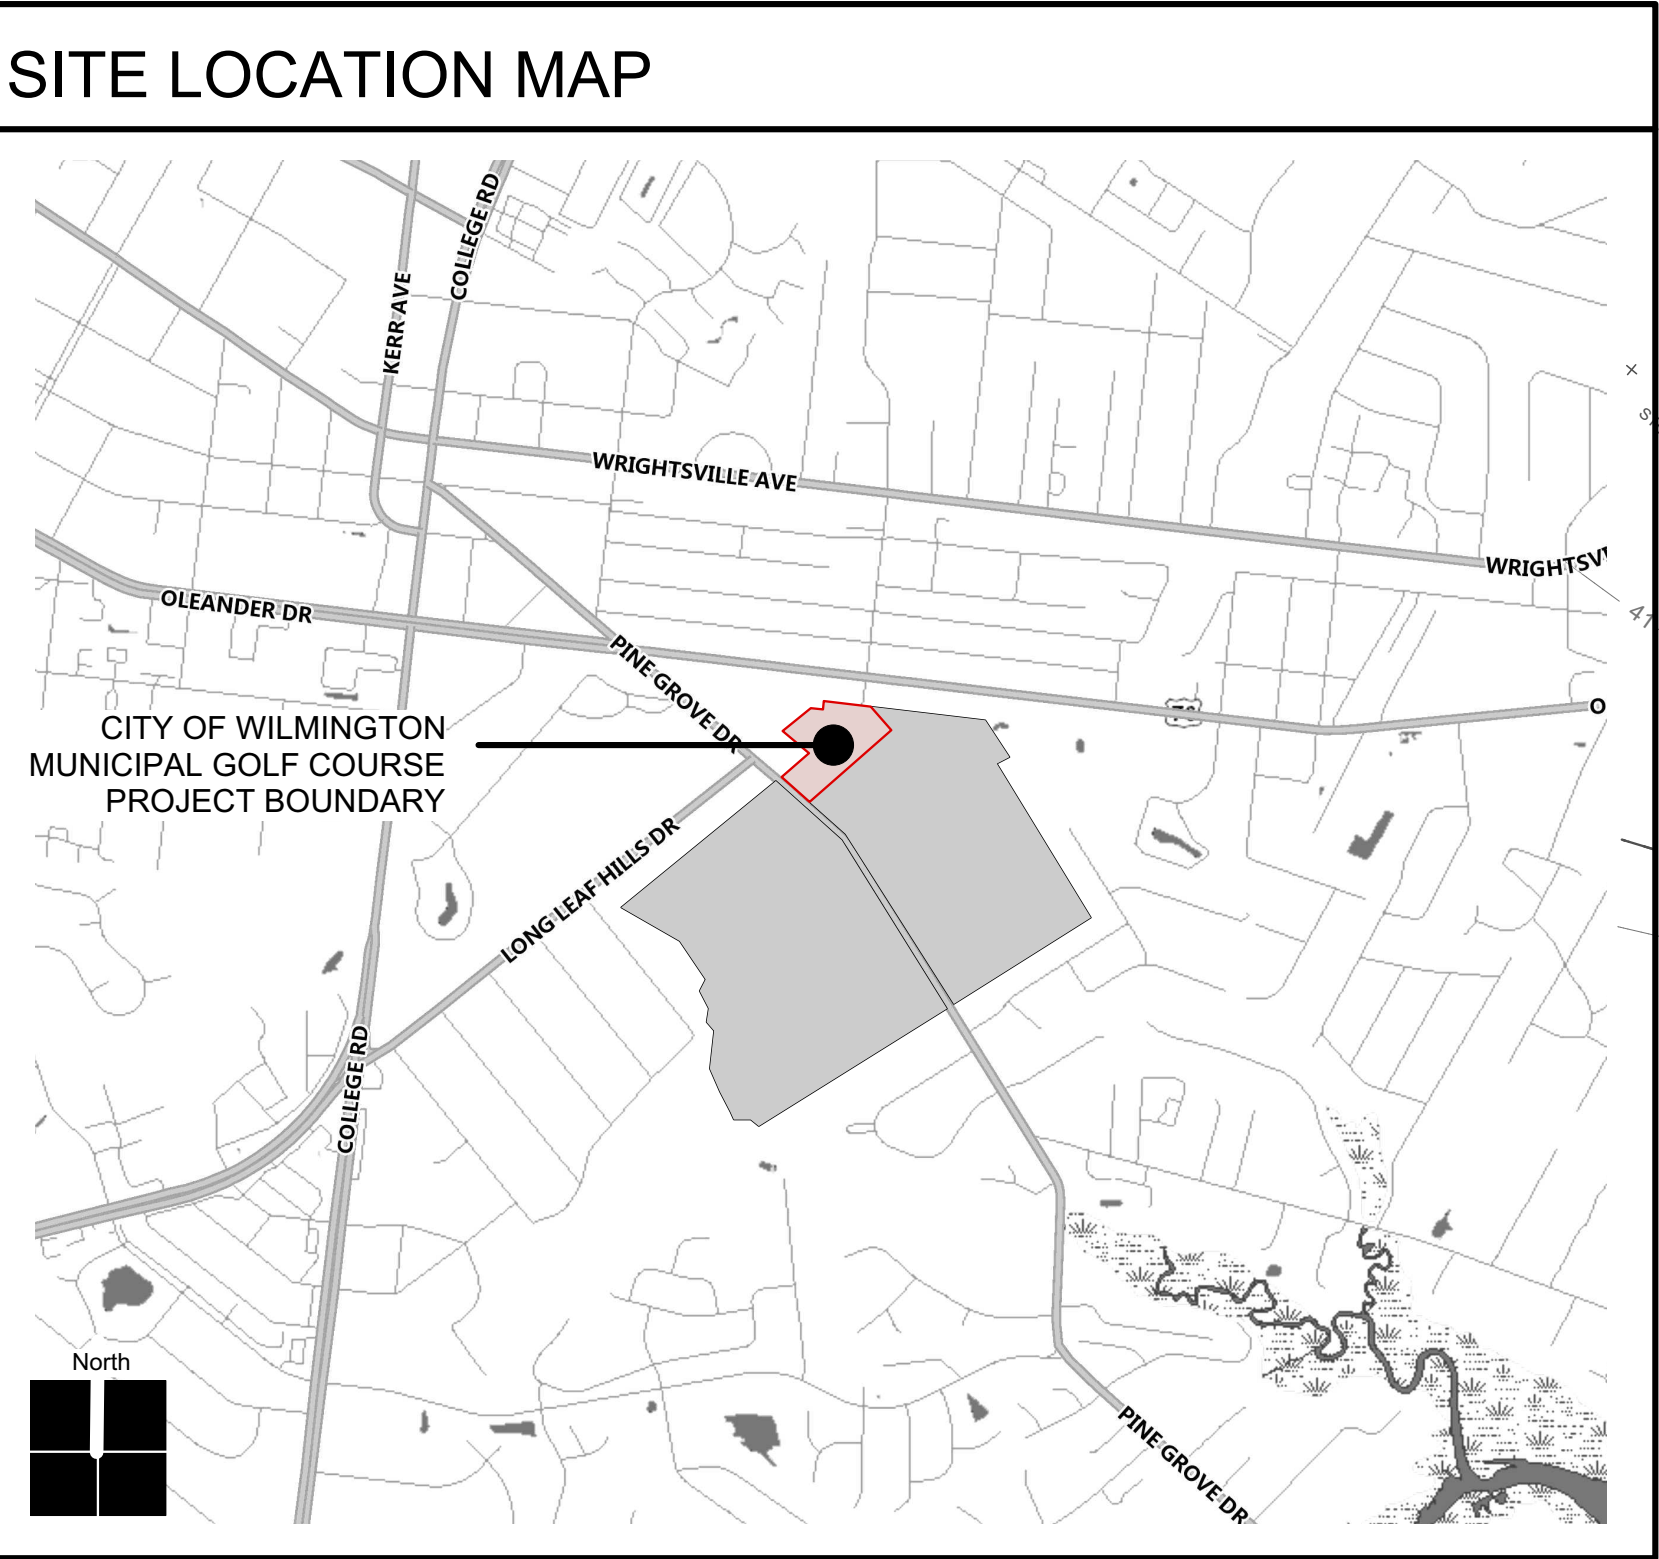 SITE LOCATION MAP
COLLEGE RD
KERR AVE
WRIGHTSVILLE AVE
WRIGHTSV
OLEANDER DR
PINE GROVE DR
O
CITY OF WILMINGTON
MUNICIPAL GOLF COURSE
PROJECT BOUNDARY
LONG LEAF HILLS DR
COLLEGE RD
North
PINE GROVE DR